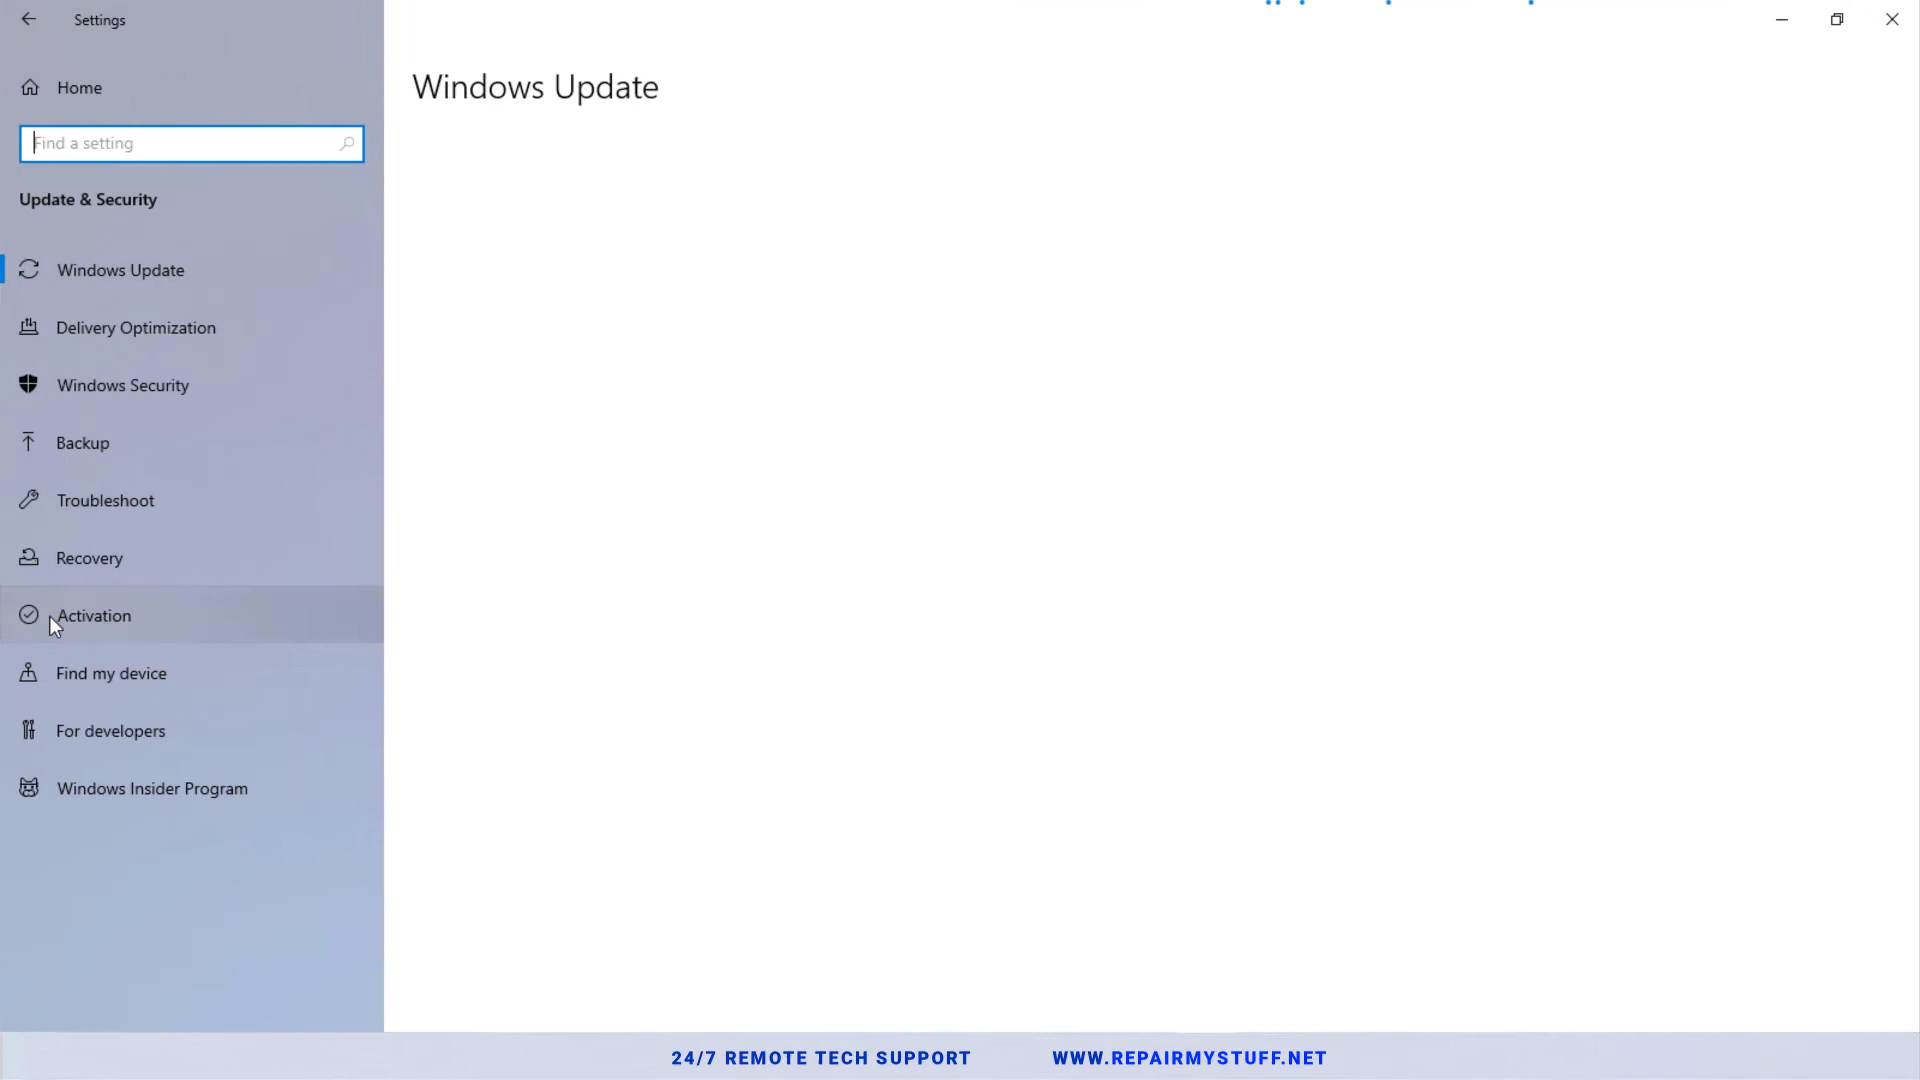 Settings
Home
Find a setting
Update & Security
Windows Update
Delivery Optimization
Windows Security
Backup
Troubleshoot
Recovery
Activation
Find my device
For developers
Windows Insider Program
Windows Update
24/7 REMOTE TECH SUPPORT WWW.REPAIRMYSTUFF.NET